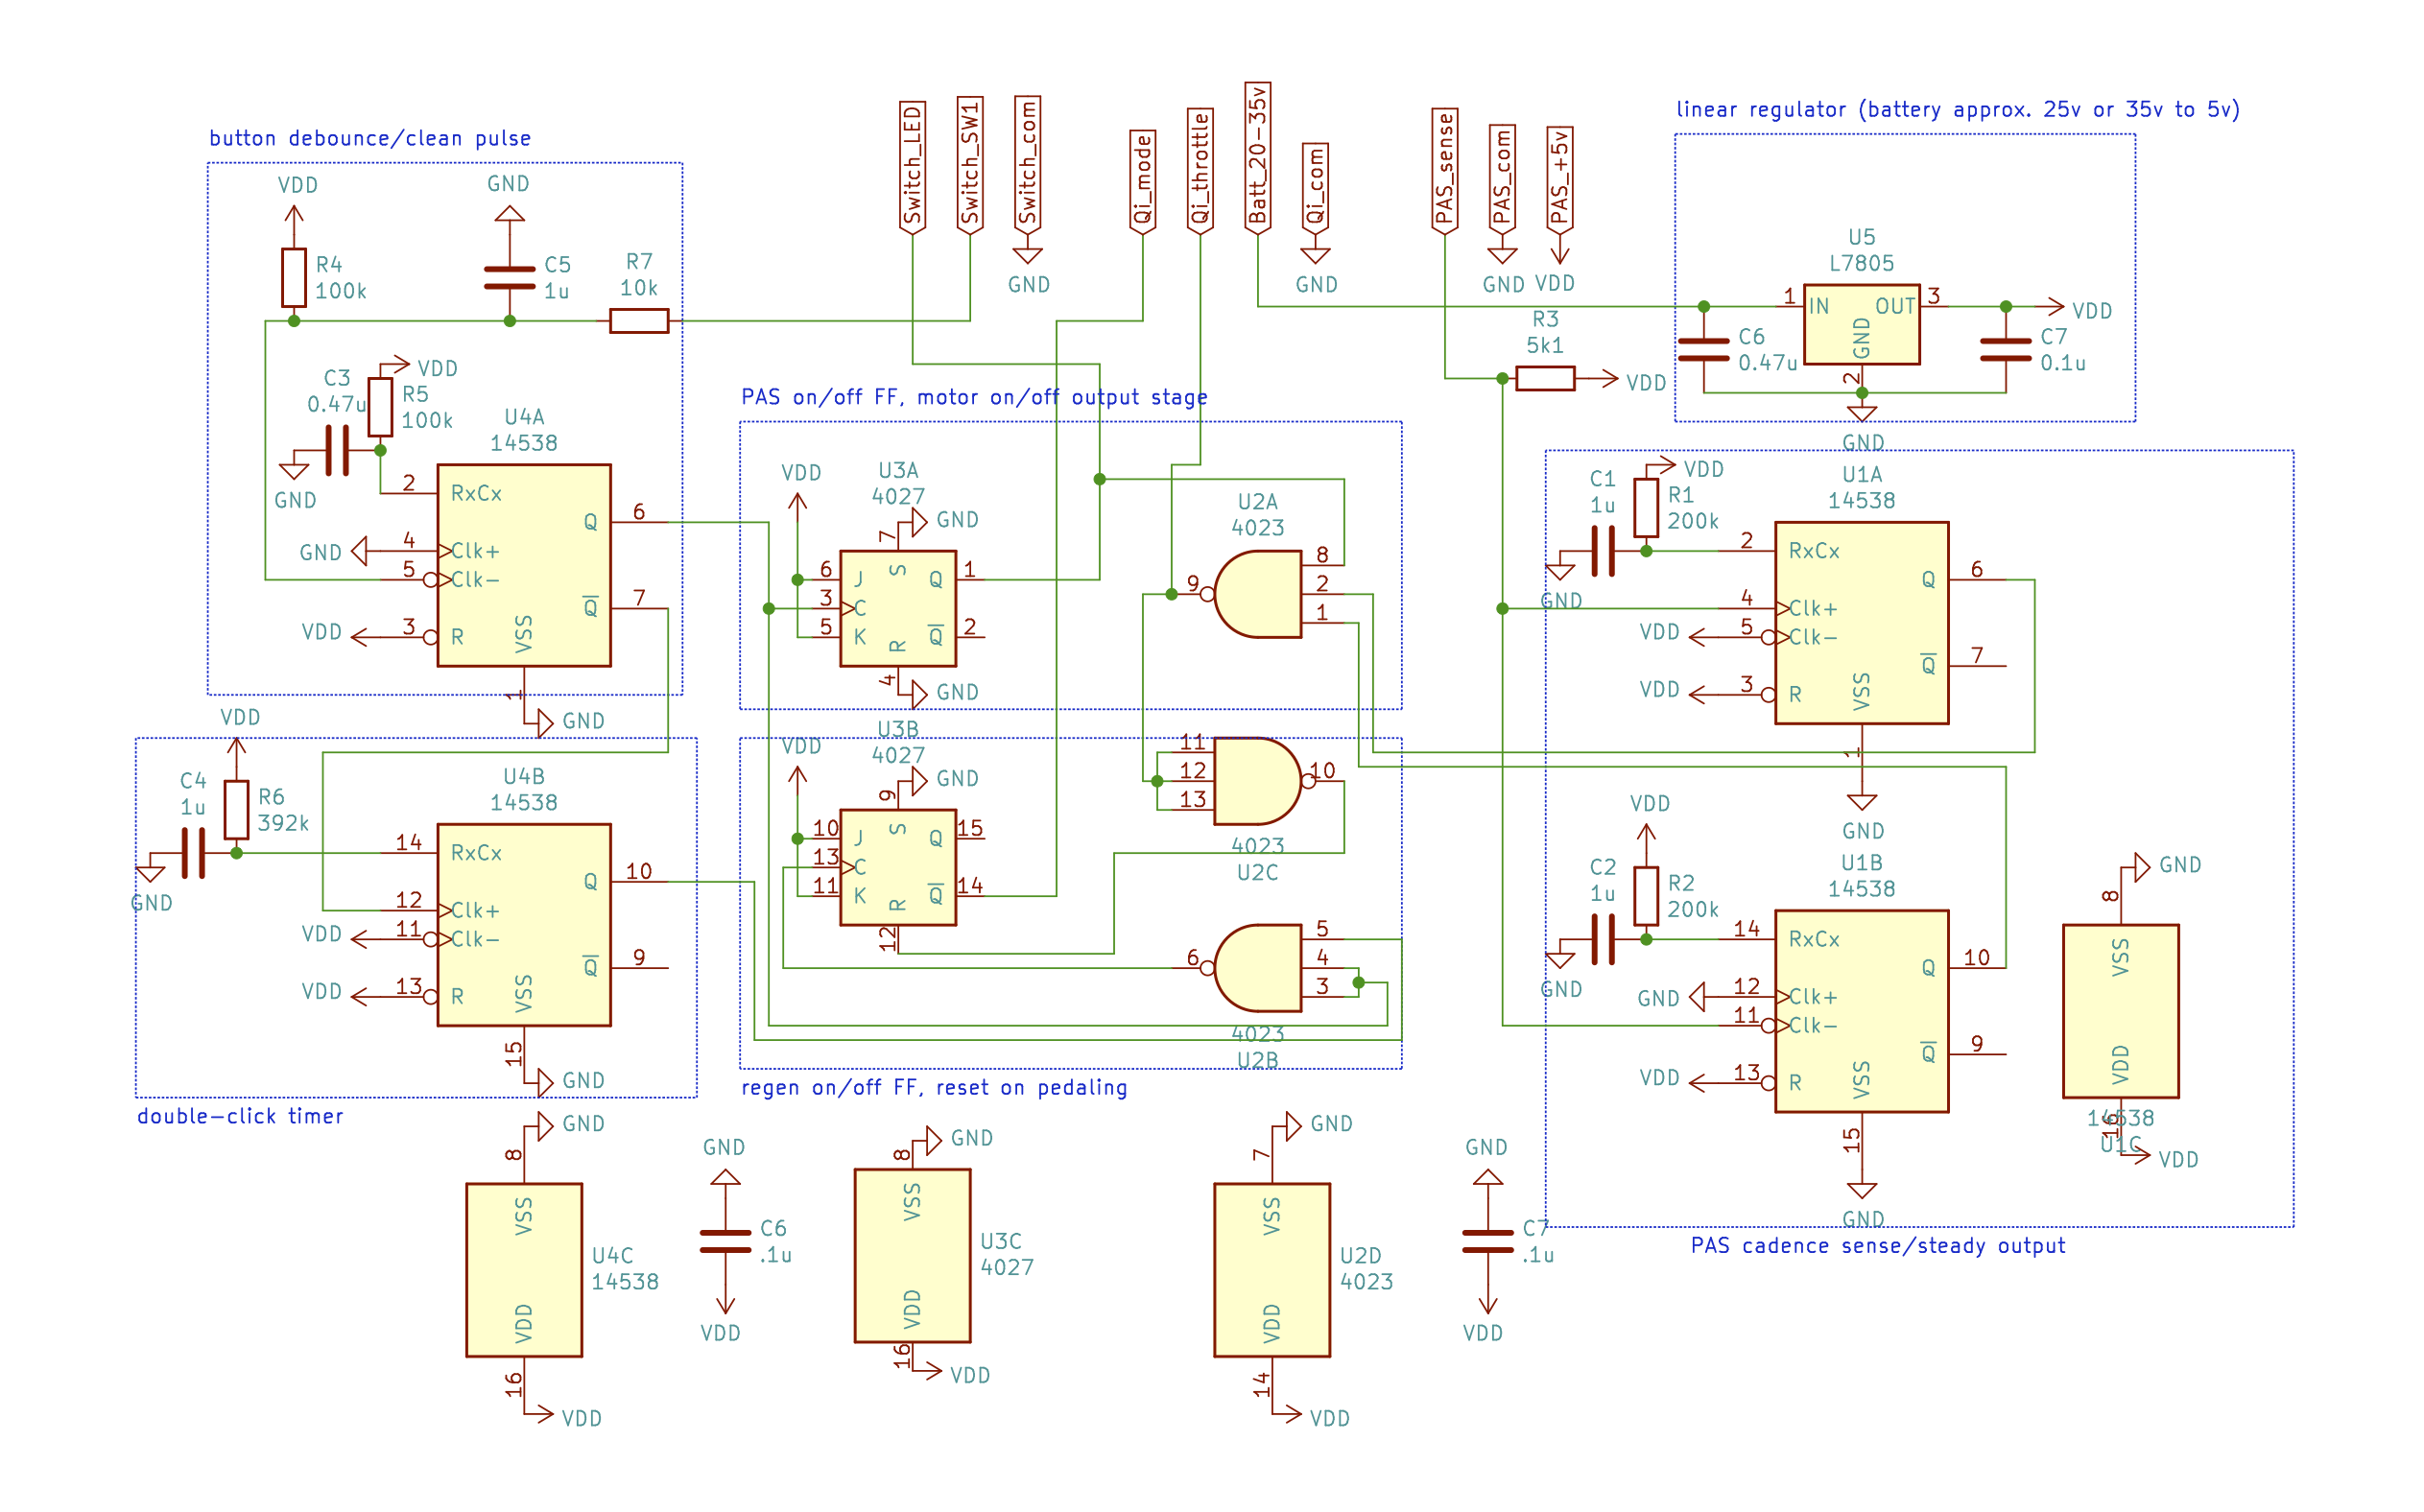 linear regulator (battery approx. 25v or 35v to 5v)
button debounce/clean pulse
Switch_LED
Switch_SW1
Switch_com
Qi_mode
Qi_throttle
Batt_20-35v
Qi_com
PAS_sense
PAS_com
PAS_+5v
VDD
GND
R4
100k
C5
1u
R7
10k
GND
GND
GND
VDD
U5
L7805
1
IN
OUT
3
GND
2
VDD
C6
0.47u
C7
0.1u
GND
R3
5k1
VDD
VDD
C3
0.47u
R5
100k
GND
U4A
14538
2
RxCx
GND
4
Clk+
5
Clk-
VDD
3
R
6
Q
7
Q
VSS
1
GND
PAS on/off FF, motor on/off output stage
VDD
U3A
4027
7
GND
S
6
J
3
C
5
K
Q
1
Q
2
R
4
GND
U2A
4023
9
8
2
1
C1
1u
VDD
R1
200k
GND
U1A
14538
2
RxCx
4
Clk+
VDD
5
Clk-
VDD
3
R
Q
6
Q
7
VSS
1
GND
VDD
C4
1u
R6
392k
GND
U4B
14538
14
RxCx
12
Clk+
VDD
11
Clk-
VDD
13
R
Q
10
Q
9
VSS
15
GND
double-click timer
U3B
4027
VDD
9
GND
S
10
J
13
C
11
K
Q
15
Q
14
R
12
11
12
13
10
4023
U2C
6
5
4
3
4023
U2B
regen on/off FF, reset on pedaling
VDD
C2
1u
R2
200k
GND
U1B
14538
14
RxCx
GND
12
Clk+
11
Clk-
VDD
13
R
Q
10
Q
9
VSS
15
GND
8
GND
VSS
VDD
14538
16
U1C
VDD
PAS cadence sense/steady output
GND
8
VSS
U4C
14538
VDD
16
VDD
GND
C6
.1u
VDD
GND
8
VSS
U3C
4027
VDD
16
VDD
GND
7
VSS
U2D
4023
VDD
14
VDD
GND
C7
.1u
VDD